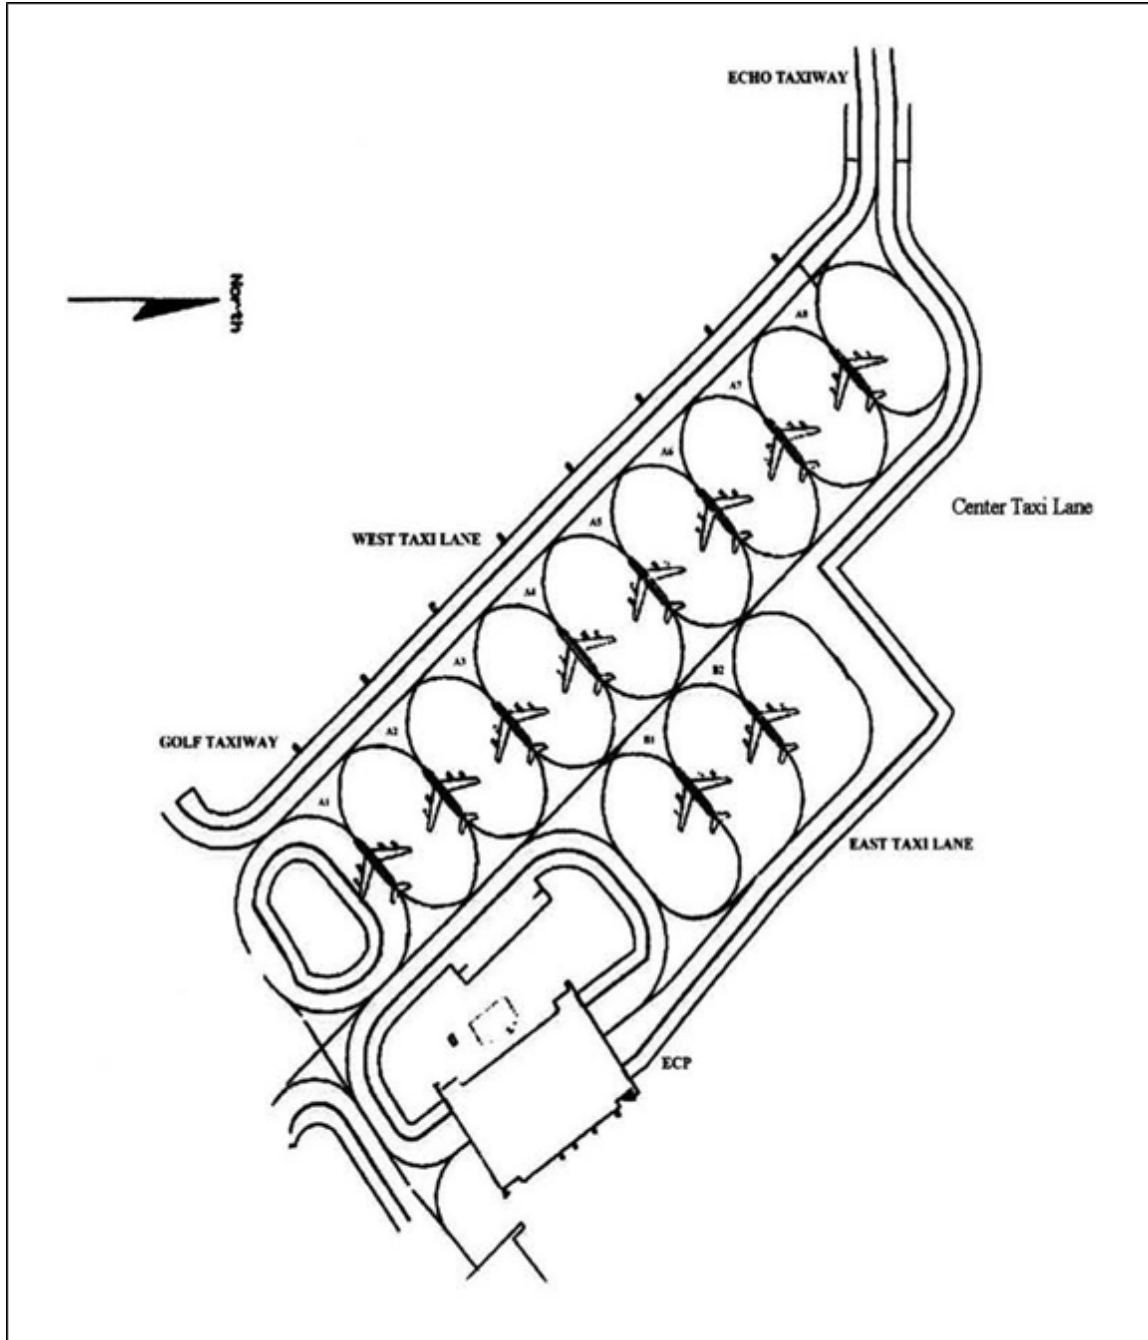 ECHO TAXIWAY
North
A8
A7
A6
Center Taxi Lane
A5
WEST TAXI LANE
A4
A3
B2
A2
B1
GOLF TAXIWAY
A1
EAST TAXI LANE
ECP